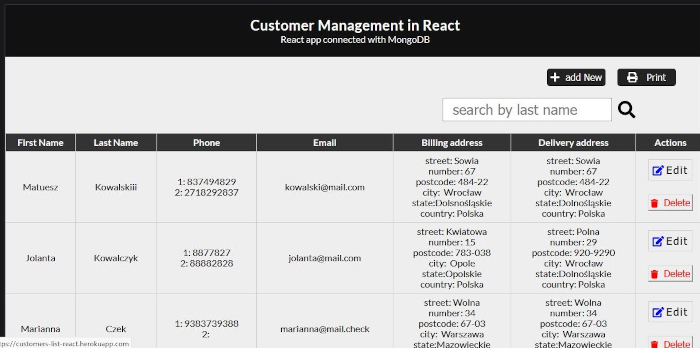 Customer Management in React
React app connected with MongoDB
add New
Print
search by last name
First Name Last Name Phone Email Billing address Delivery address Actions
street: Sowia street: Sowia
number: 67 number: 67
1: 837494829 postcode: 484-22 postcode: 484-22 Edit
Matuesz Kowalskiii kowalski@mail.com
2: 2718292837 city: Wrocław city: Wrocław
state:Dolsnośląskie state:Dolnośląskie Delete
country: Polska country: Polska
street: Kwiatowa street: Polna
number: 15 number: 29 Edit
1: 8877827 postcode: 783-038 postcode: 920-9290
Jolanta Kowalczyk jolanta@mail.com
2: 88882828 city: Opole city: Wrocław
state:Opolskie state:Dolnośląskie Delete
country: Polska country: Polska
street: Wolna street: Wolna
number: 34 number: 34 Edit
1: 9383739388 postcode: 67-03 postcode: 67-03
Marianna Czek marianna@mail.check
2: city: Warszawa city: Warszawa
state:Mazowieckie state:Mazowieckie Delete
tps://customers-list-react.herokuapp.com